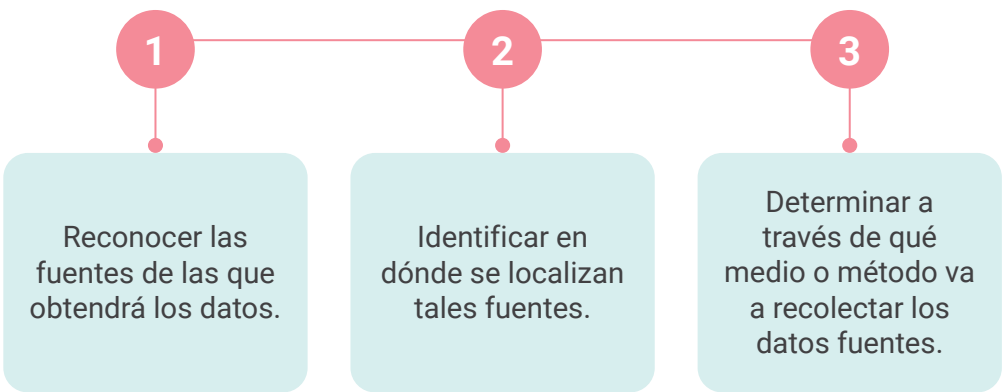 1
2
3
Reconocer las
fuentes de las que
obtendrá los datos.
Identificar en
dónde se localizan
tales fuentes.
Determinar a
través de qué
medio o método va
a recolectar los
datos fuentes.